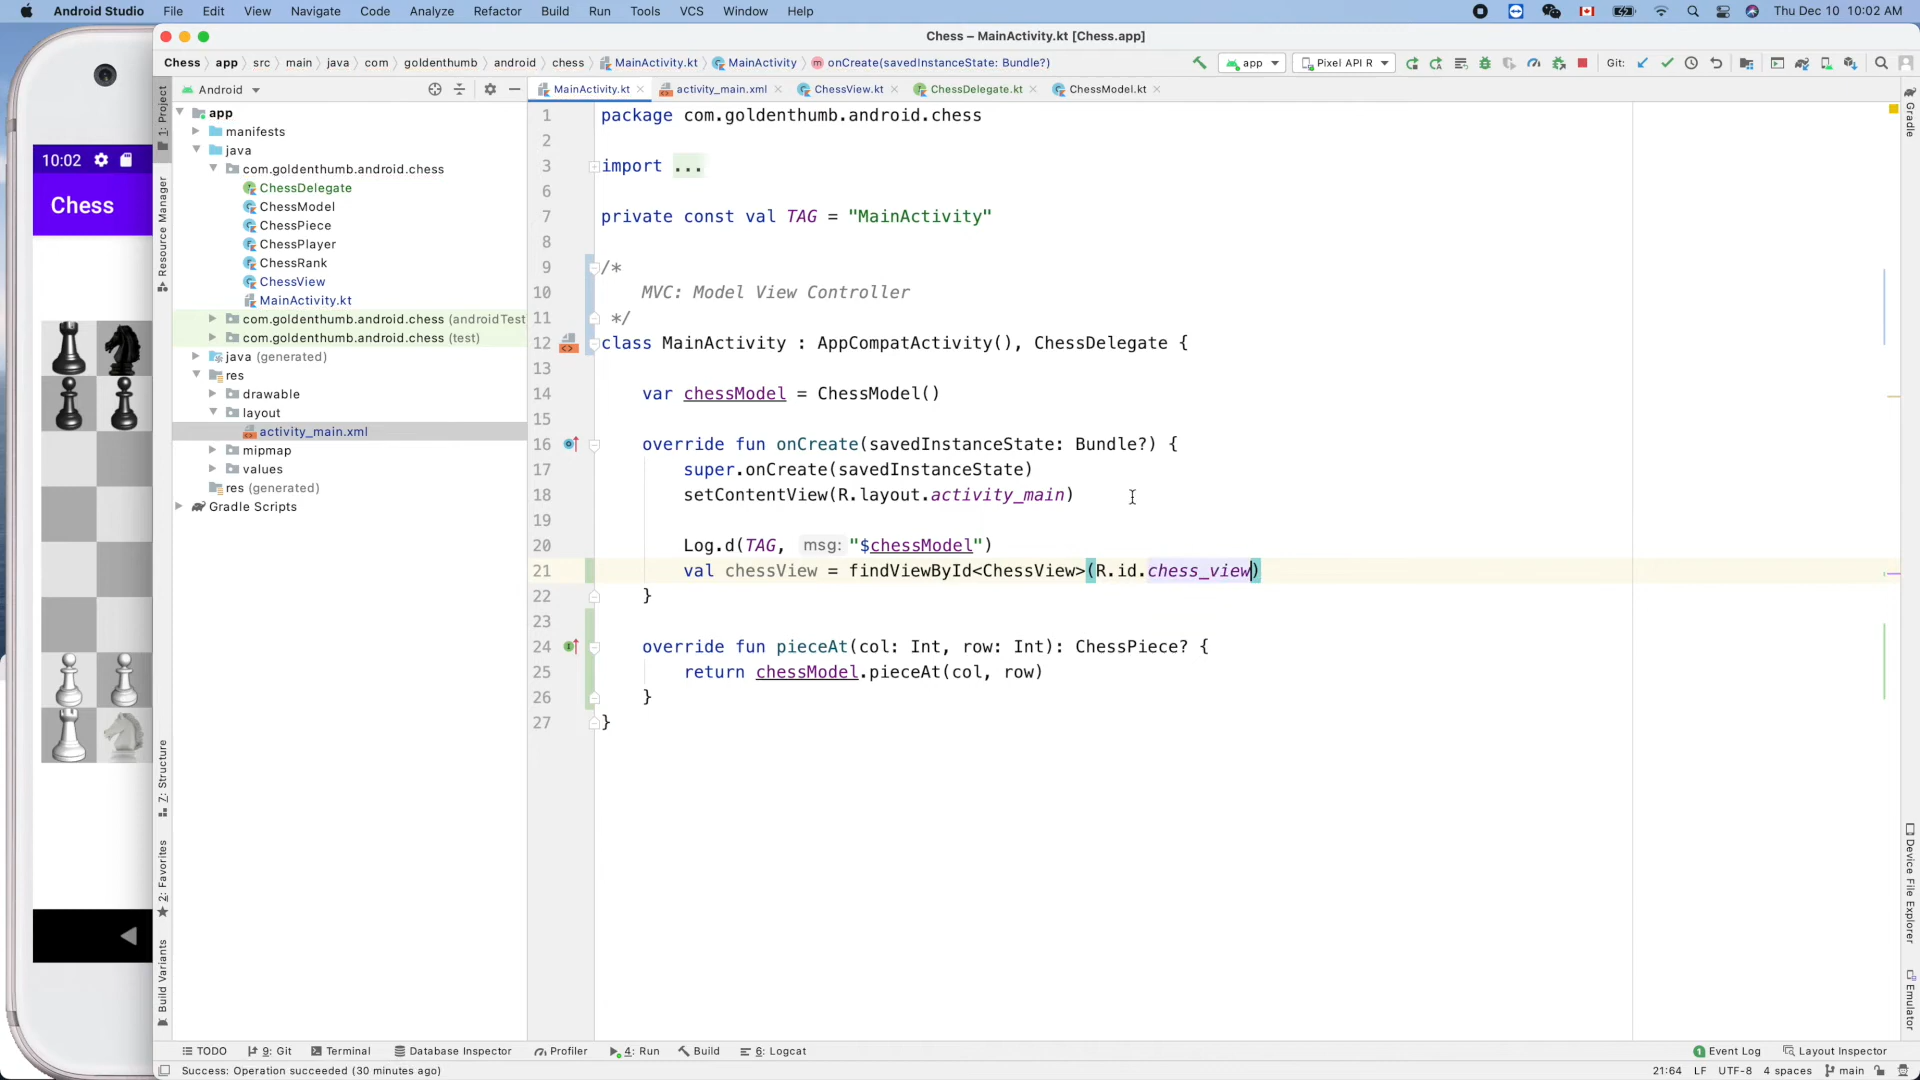 Android Studio File Edit View Navigate Code Analyze Refactor Build Run Tools VCS Window Help Thu Dec 10 10:02 AM
Chess – MainActivity.kt [Chess.app]
Chess app src main java com goldenthumb android chess MainActivity.kt MainActivity onCreate(savedInstanceState: Bundle?) app Pixel API R Git:
Android MainActivity.kt activity_main.xml ChessView.kt ChessDelegate.kt ChessModel.kt
1: Project
Resource Manager
Z: Structure
2: Favorites
Build Variants
app
manifests
java
com.goldenthumb.android.chess
ChessDelegate
ChessModel
ChessPiece
ChessPlayer
ChessRank
ChessView
MainActivity.kt
com.goldenthumb.android.chess (androidTest
com.goldenthumb.android.chess (test)
java (generated)
res
drawable
layout
activity_main.xml
mipmap
values
res (generated)
Gradle Scripts
10:02
Chess
1 package com.goldenthumb.android.chess
2
3 import ...
6
7 private const val TAG = "MainActivity"
8
9 /*
10 MVC: Model View Controller
11 */
12 class MainActivity : AppCompatActivity(), ChessDelegate {
13
14 var chessModel = ChessModel()
15
16 override fun onCreate(savedInstanceState: Bundle?) {
17 super.onCreate(savedInstanceState)
18 setContentView(R.layout.activity_main)
19
20 Log.d(TAG, msg: "$chessModel")
21 val chessView = findViewById<ChessView>(R.id.chess_view)
22 }
23
24 override fun pieceAt(col: Int, row: Int): ChessPiece? {
25 return chessModel.pieceAt(col, row)
26 }
27 }
Gradle
Device File Explorer
Emulator
TODO 9: Git Terminal Database Inspector Profiler 4: Run Build 6: Logcat 1 Event Log Layout Inspector
Success: Operation succeeded (30 minutes ago) 21:64 LF UTF-8 4 spaces main